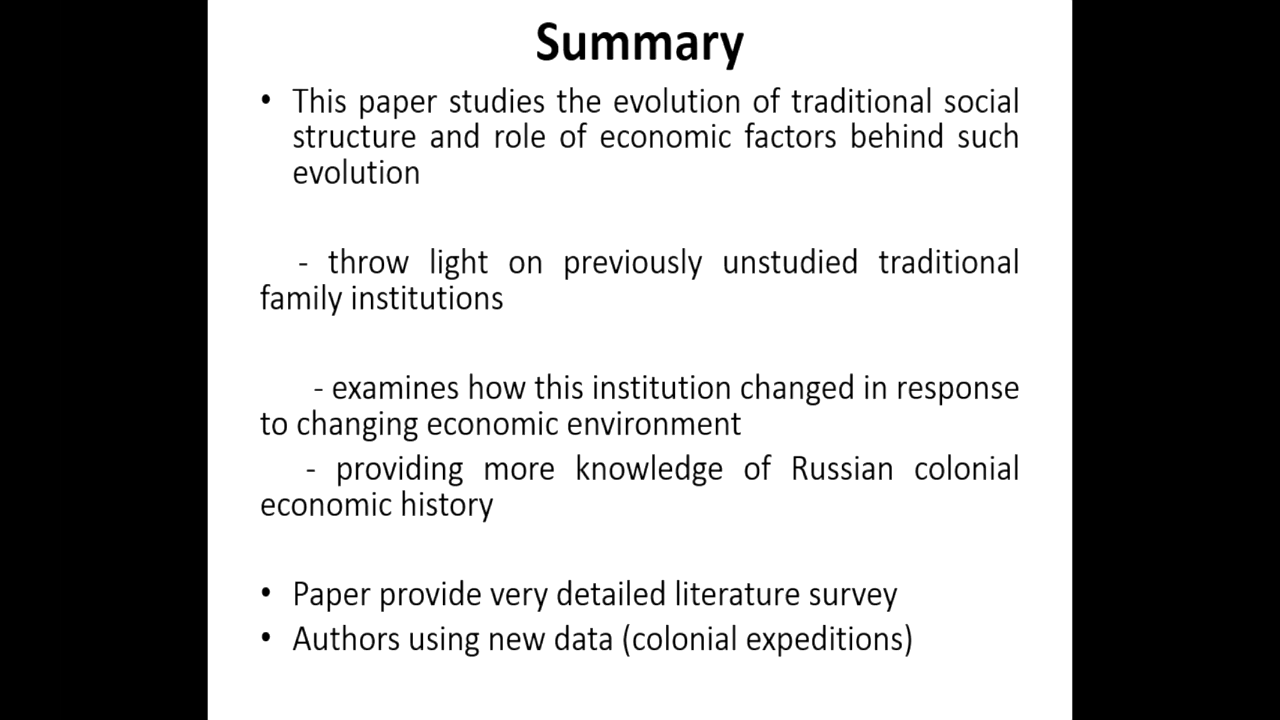 Summary
• This paper studies the evolution of traditional social
structure and role of economic factors behind such
evolution
- throw light on previously unstudied traditional
family institutions
- examines how this institution changed in response
to changing economic environment
- providing more knowledge of Russian colonial
economic history
• Paper provide very detailed literature survey
• Authors using new data (colonial expeditions)